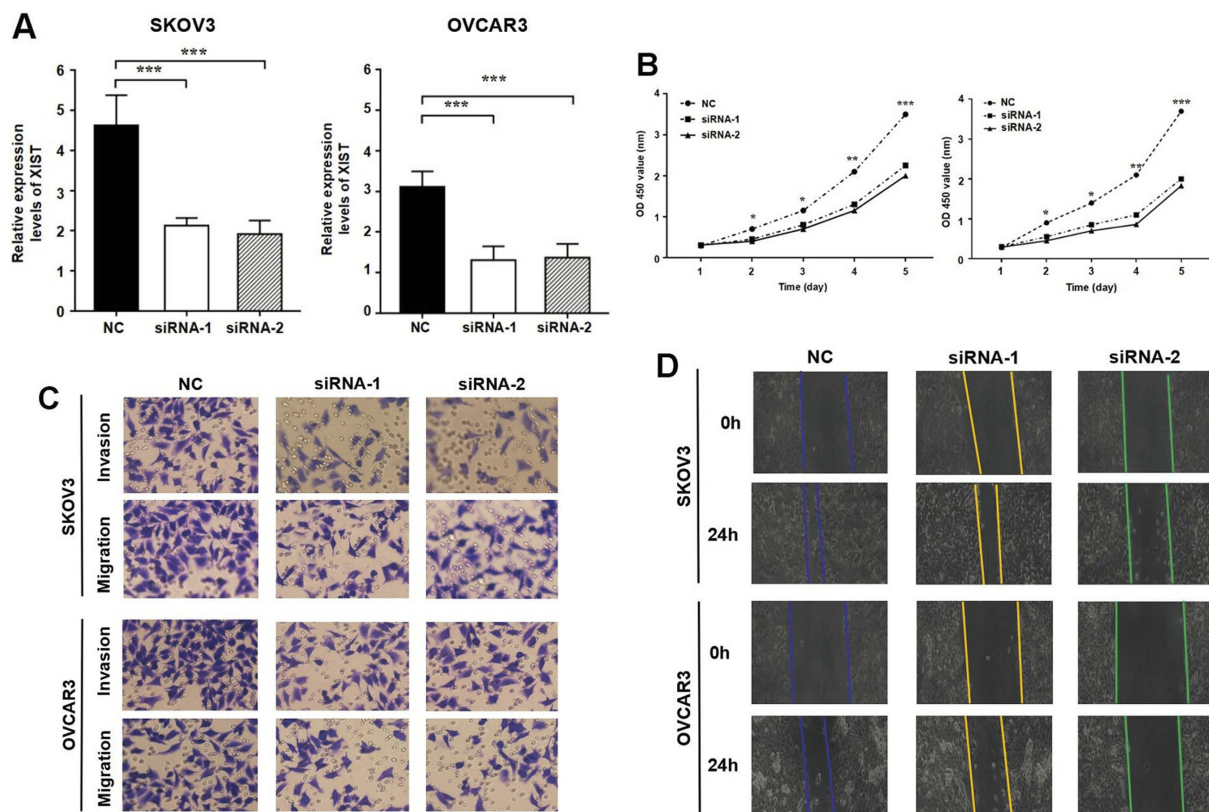 A
SKOV3
OVCAR3
Relative expression
levels of XIST
6
5
4
3
2
1
0
***
***
NC
siRNA-1
siRNA-2
Relative expression
levels of XIST
6
5
4
3
2
1
0
***
***
NC
siRNA-1
siRNA-2
B
OD 450 value (nm)
4
3
2
1
0
NC
siRNA-1
siRNA-2
*
*
**
***
1
2
3
4
5
Time (day)
OD 450 value (nm)
4
3
2
1
0
NC
siRNA-1
siRNA-2
*
*
**
***
1
2
3
4
5
Time (day)
C
NC
siRNA-1
siRNA-2
SKOV3
Invasion
Migration
OVCAR3
Invasion
Migration
D
NC
siRNA-1
siRNA-2
SKOV3
0h
24h
OVCAR3
0h
24h